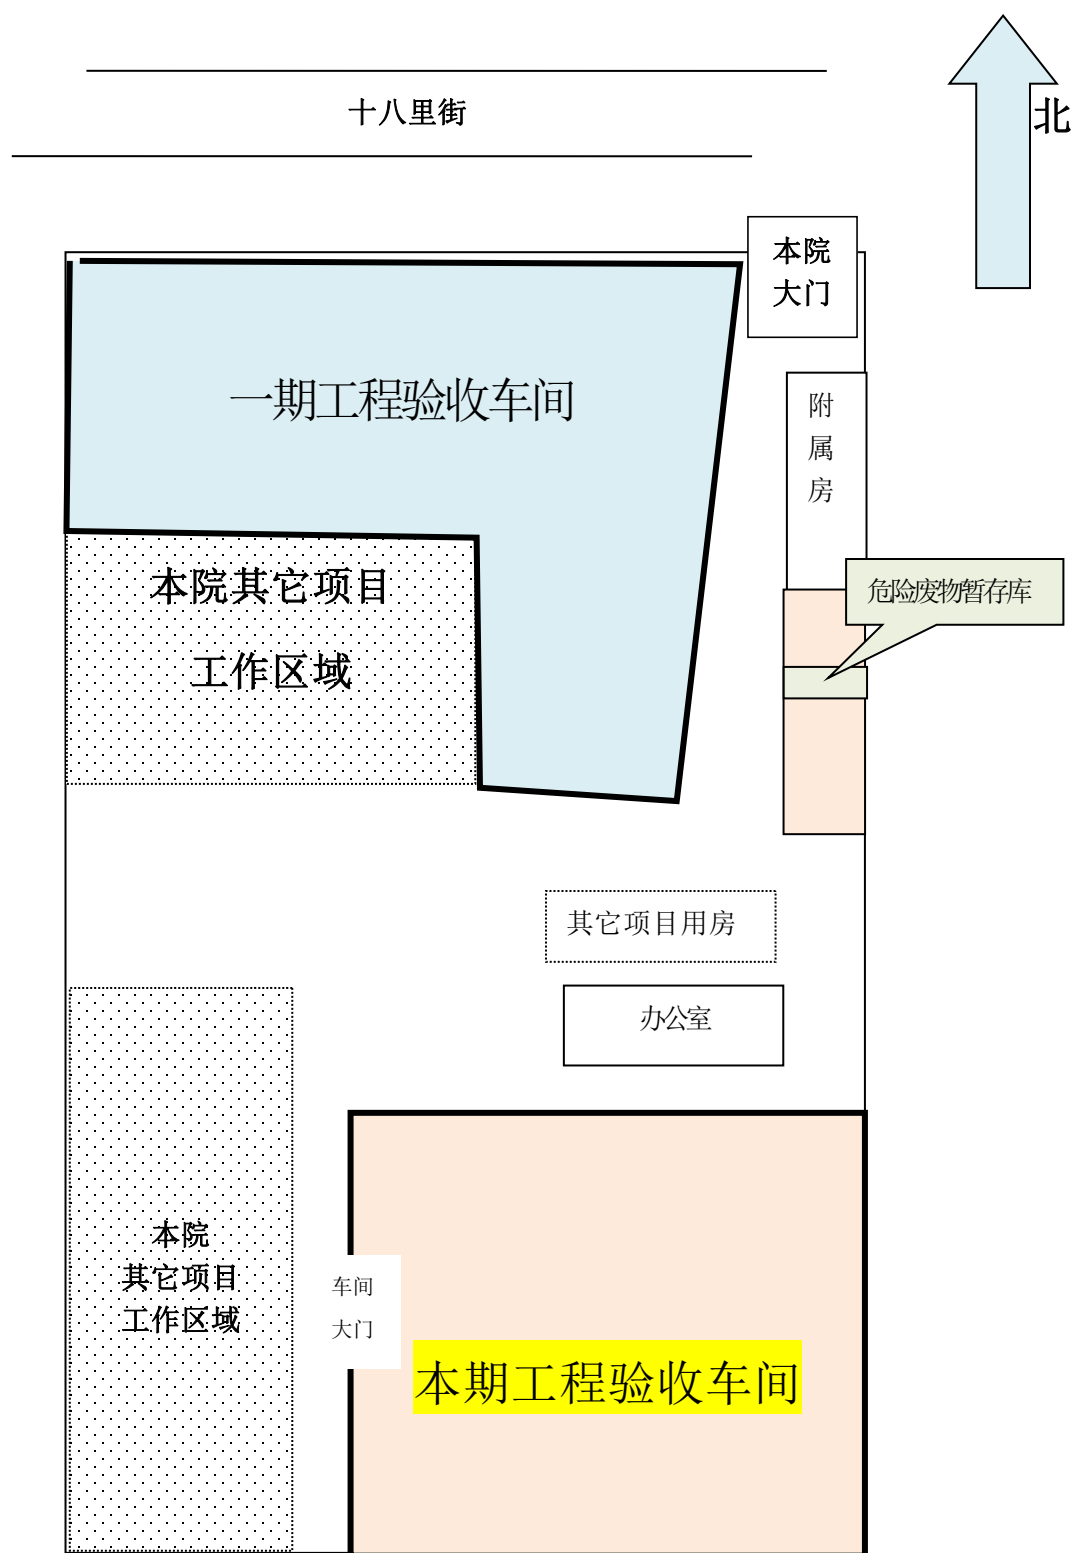 十八里街
北
本院
大门
一期工程验收车间
附
属
房
本院其它项目
工作区域
危险废物暂存库
其它项目用房
办公室
本院
其它项目
工作区域
车间
大门
本期工程验收车间